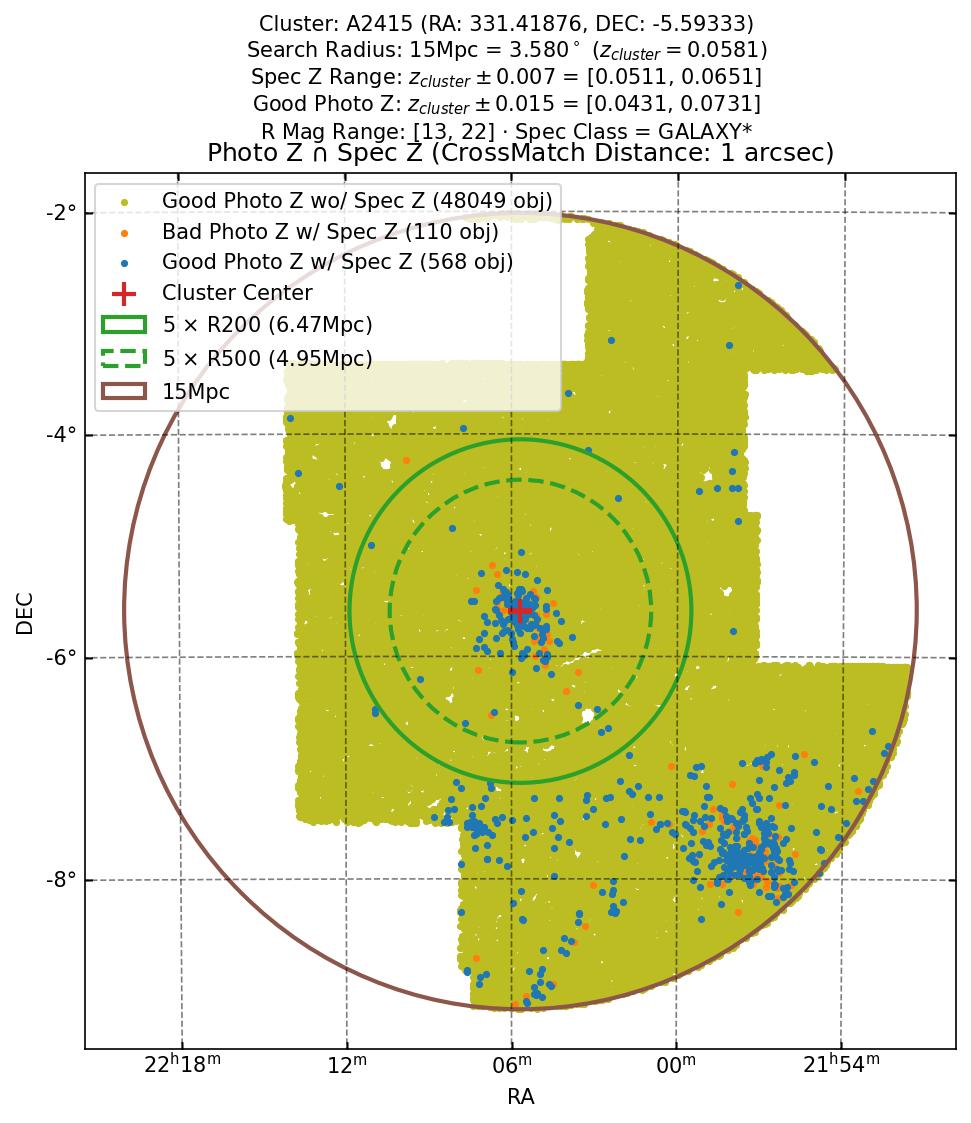 Cluster: A2415 (RA: 331.41876, DEC: -5.59333)
Search Radius: 15Mpc = 3.580° (z_cluster = 0.0581)
Spec Z Range: z_cluster ± 0.007 = [0.0511, 0.0651]
Good Photo Z: z_cluster ± 0.015 = [0.0431, 0.0731]
R Mag Range: [13, 22] · Spec Class = GALAXY*
Photo Z ∩ Spec Z (CrossMatch Distance: 1 arcsec)
Good Photo Z wo/ Spec Z (48049 obj)
Bad Photo Z w/ Spec Z (110 obj)
Good Photo Z w/ Spec Z (568 obj)
Cluster Center
5 × R200 (6.47Mpc)
5 × R500 (4.95Mpc)
15Mpc
-2°
-4°
-6°
-8°
DEC
22h18m 12m 06m 00m 21h54m
RA